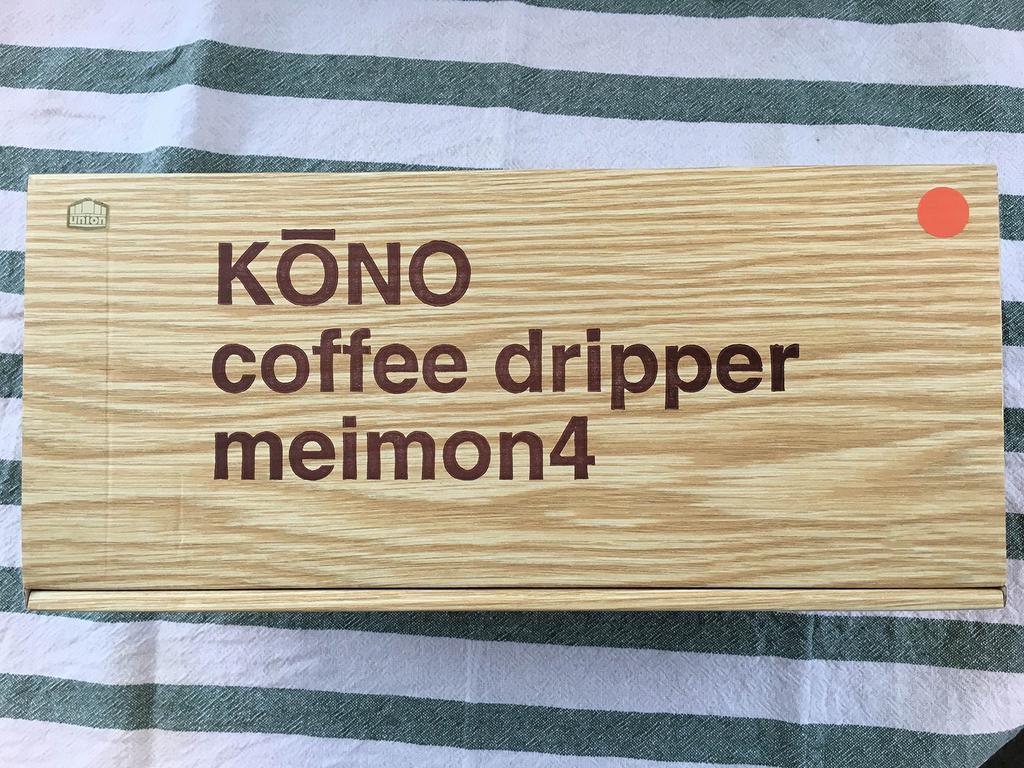 union
KŌNO
coffee dripper
meimon4